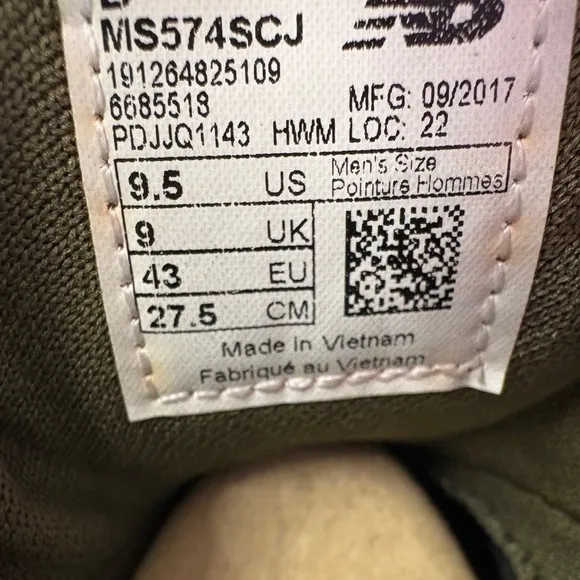 MS574SCJ
191264825109
6685518 MFG: 09/2017
PDJJQ1143 HWM LOC: 22
9.5 US Men's Size
Pointure Hommes
9 UK
43 EU
27.5 CM
Made in Vietnam
Fabriqué au Vietnam